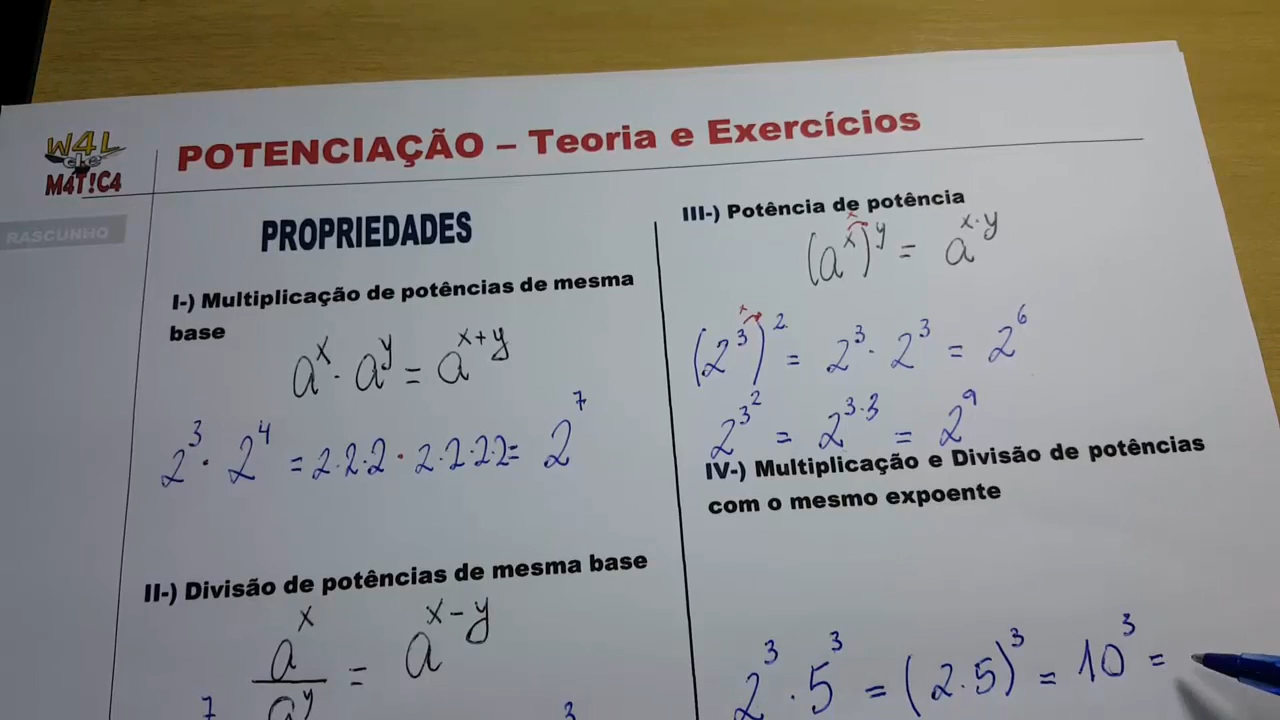 W4L
de
M4T!C4
POTENCIAÇÃO – Teoria e Exercícios
RASCUNHO
PROPRIEDADES
I-) Multiplicação de potências de mesma
base
a^x · a^y = a^(x+y)
2^3 · 2^4 = 2·2·2 · 2·2·2·2 = 2^7
II-) Divisão de potências de mesma base
a^x / a^y = a^(x-y)
7
3
III-) Potência de potência
x
(a^x)^y = a^(x·y)
x
(2^3)^2 = 2^3 · 2^3 = 2^6
2^3^2 = 2^(3·3) = 2^9
IV-) Multiplicação e Divisão de potências
com o mesmo expoente
2^3 · 5^3 = (2·5)^3 = 10^3 =